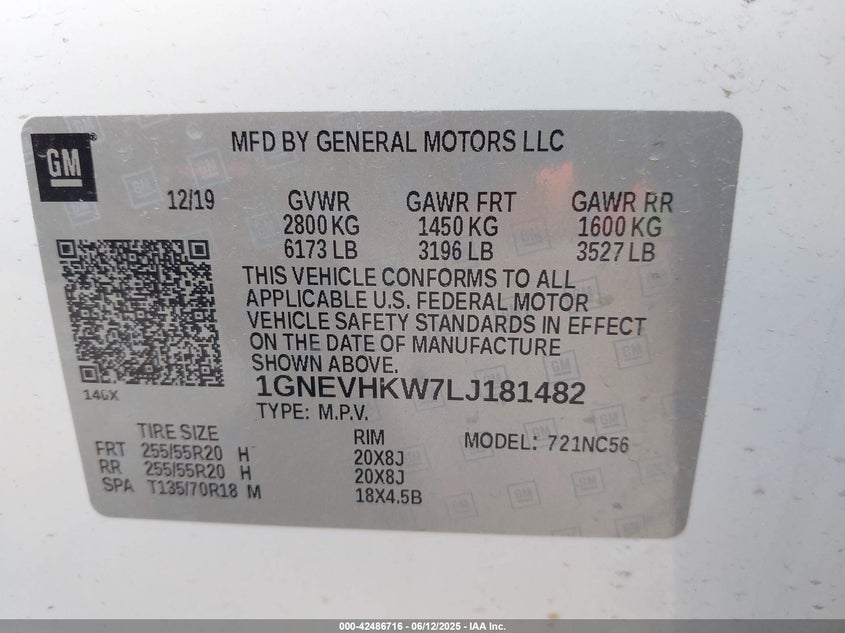 GM
MFD BY GENERAL MOTORS LLC
12/19 GVWR GAWR FRT GAWR RR
2800 KG 1450 KG 1600 KG
6173 LB 3196 LB 3527 LB
THIS VEHICLE CONFORMS TO ALL
APPLICABLE U.S. FEDERAL MOTOR
VEHICLE SAFETY STANDARDS IN EFFECT
ON THE DATE OF MANUFACTURE
SHOWN ABOVE.
1GNEVHKW7LJ181482
146X
TYPE: M.P.V.
TIRE SIZE RIM MODEL: 721NC56
FRT 255/55R20 H 20X8J
RR 255/55R20 H 20X8J
SPA T135/70R18 M 18X4.5B
000-42486716 - 06/12/2025 - IAA Inc.